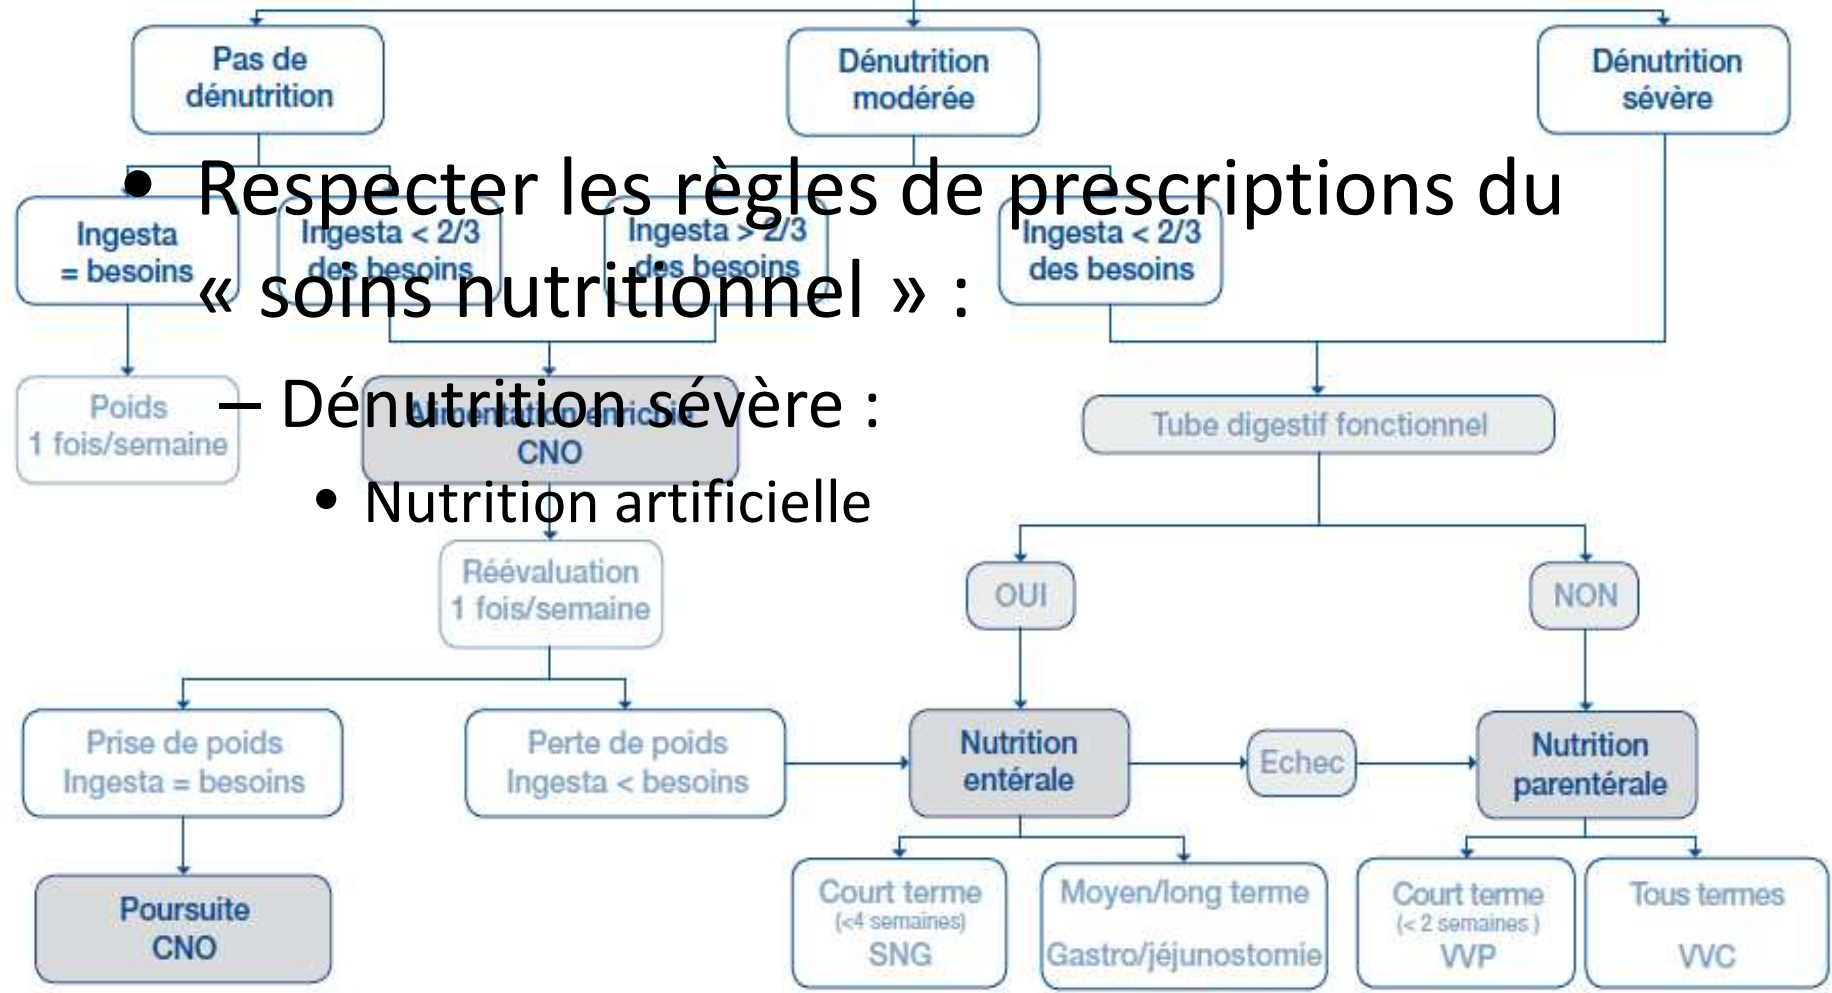 Pas de
dénutrition
Dénutrition
modérée
Dénutrition
sévère
• Respecter les règles de prescriptions du
« soins nutritionnel » :
– Dénutrition sévère :
• Nutrition artificielle
Ingesta
= besoins
Ingesta < 2/3
des besoins
Ingesta > 2/3
des besoins
Ingesta < 2/3
des besoins
Poids
1 fois/semaine
Alimentation enrichie
CNO
Tube digestif fonctionnel
Réévaluation
1 fois/semaine
OUI
NON
Prise de poids
Ingesta = besoins
Perte de poids
Ingesta < besoins
Nutrition
entérale
Echec
Nutrition
parentérale
Poursuite
CNO
Court terme
(<4 semaines)
SNG
Moyen/long terme
Gastro/jéjunostomie
Court terme
(< 2 semaines )
VVP
Tous termes
VVC